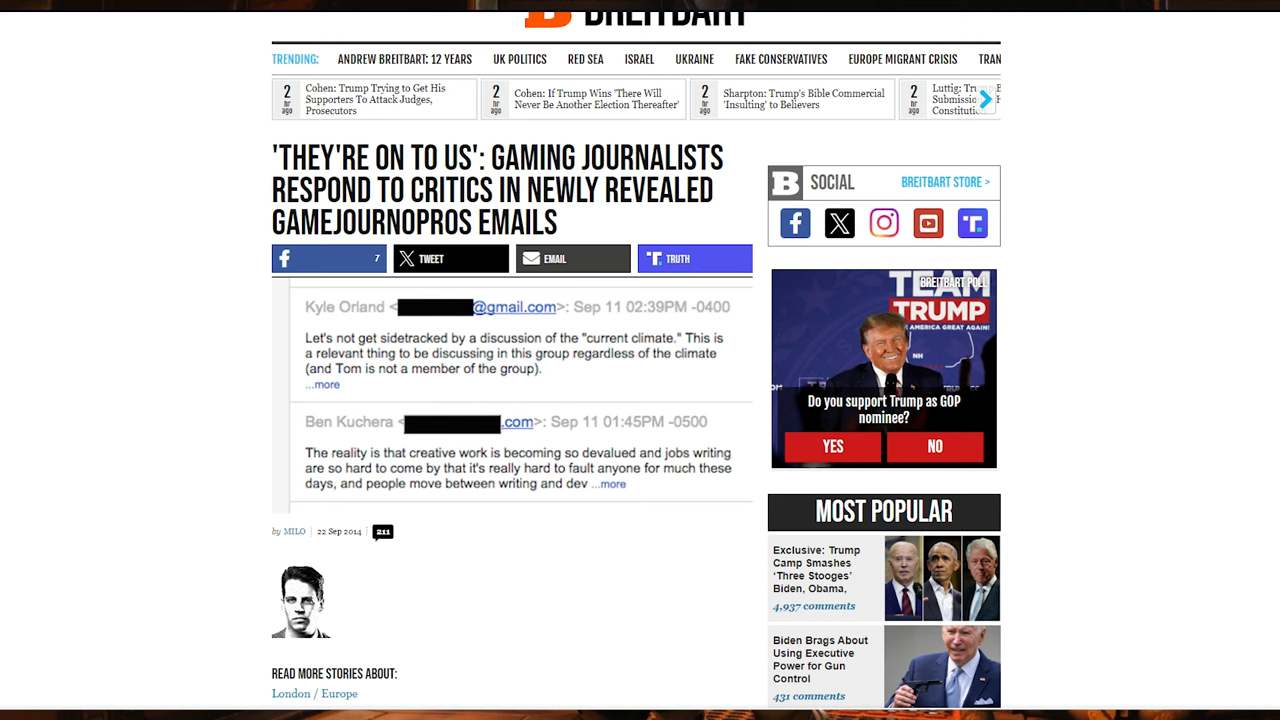 BREITBART
TRENDING: ANDREW BREITBART: 12 YEARS UK POLITICS RED SEA ISRAEL UKRAINE FAKE CONSERVATIVES EUROPE MIGRANT CRISIS TRAN
2 hr ago
Cohen: Trump Trying to Get His
Supporters To Attack Judges,
Prosecutors
2 hr ago
Cohen: If Trump Wins 'There Will
Never Be Another Election Thereafter'
2 hr ago
Sharpton: Trump's Bible Commercial
'Insulting' to Believers
2 hr ago
Luttig:
'THEY'RE ON TO US': GAMING JOURNALISTS
RESPOND TO CRITICS IN NEWLY REVEALED
GAMEJOURNOPROS EMAILS
7
TWEET
EMAIL
TRUTH
Kyle Orland < @gmail.com>: Sep 11 02:39PM -0400
Let's not get sidetracked by a discussion of the "current climate." This is
a relevant thing to be discussing in this group regardless of the climate
(and Tom is not a member of the group).
...more
Ben Kuchera < .com>: Sep 11 01:45PM -0500
The reality is that creative work is becoming so devalued and jobs writing
are so hard to come by that it's really hard to fault anyone for much these
days, and people move between writing and dev ...more
by MILO 22 Sep 2014 211
READ MORE STORIES ABOUT:
London / Europe
B SOCIAL BREITBART STORE >
BREITBART POLL
TEAM
TRUMP
AMERICA GREAT AGAIN!
NH
Do you support Trump as GOP
nominee?
YES NO
MOST POPULAR
Exclusive: Trump
Camp Smashes
‘Three Stooges’
Biden, Obama,
4,937 comments
Biden Brags About
Using Executive
Power for Gun
Control
431 comments